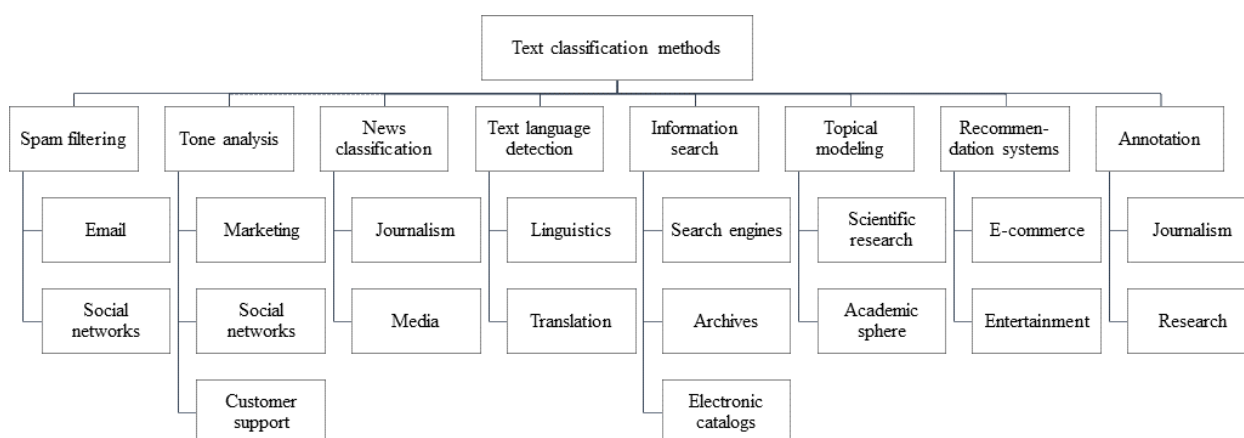 Text classification methods
Spam filtering
Tone analysis
News
classification
Text language
detection
Information
search
Topical
modeling
Recommen-
dation systems
Annotation
Email
Marketing
Journalism
Linguistics
Search engines
Scientific
research
E-commerce
Journalism
Social
networks
Social
networks
Media
Translation
Archives
Academic
sphere
Entertainment
Research
Customer
support
Electronic
catalogs